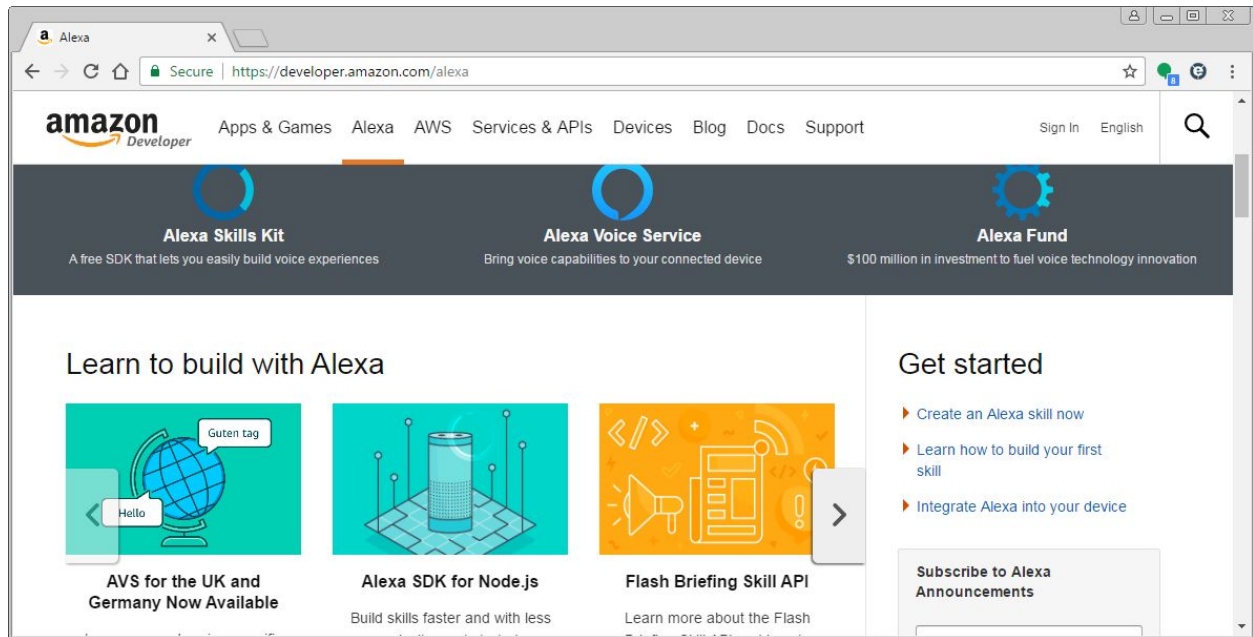 Alexa
Secure | https://developer.amazon.com/alexa
8
amazon
Developer
Apps & Games Alexa AWS Services & APIs Devices Blog Docs Support
Sign In English
Alexa Skills Kit
A free SDK that lets you easily build voice experiences
Alexa Voice Service
Bring voice capabilities to your connected device
Alexa Fund
$100 million in investment to fuel voice technology innovation
Learn to build with Alexa
Guten tag
Hello
AVS for the UK and
Germany Now Available
Alexa SDK for Node.js
Build skills faster and with less
Flash Briefing Skill API
Learn more about the Flash
Get started
Create an Alexa skill now
Learn how to build your first
skill
Integrate Alexa into your device
Subscribe to Alexa
Announcements